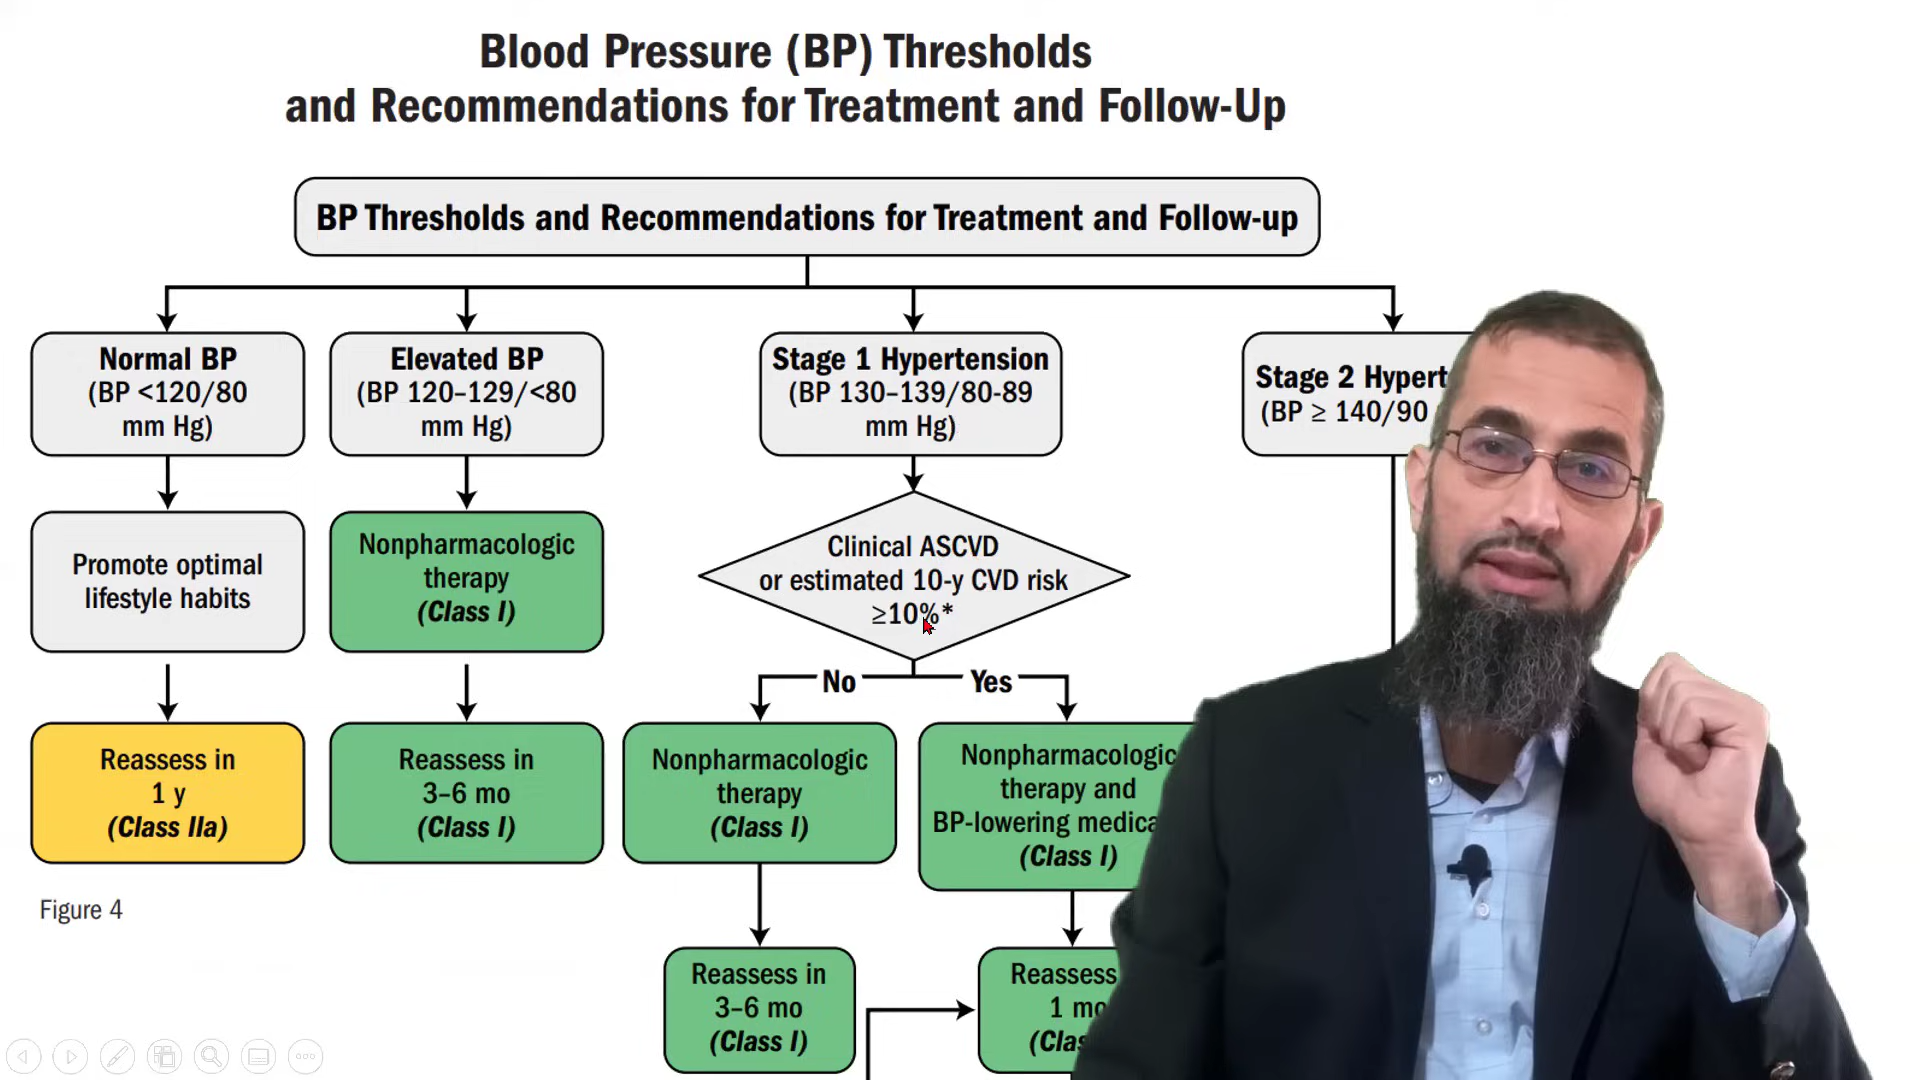 Blood Pressure (BP) Thresholds
and Recommendations for Treatment and Follow-Up
BP Thresholds and Recommendations for Treatment and Follow-up
Normal BP
(BP <120/80
mm Hg)
Elevated BP
(BP 120–129/<80
mm Hg)
Stage 1 Hypertension
(BP 130–139/80-89
mm Hg)
Stage 2
(BP ≥ 140/90
Promote optimal
lifestyle habits
Nonpharmacologic
therapy
(Class I)
Clinical ASCVD
or estimated 10-y CVD risk
≥10%*
No
Yes
Reassess in
1 y
(Class IIa)
Reassess in
3–6 mo
(Class I)
Nonpharmacologic
therapy
(Class I)
Nonpharmacologic
therapy and
BP-lowering
(Class I)
Figure 4
Reassess in
3–6 mo
(Class I)
Reassess
1 mo